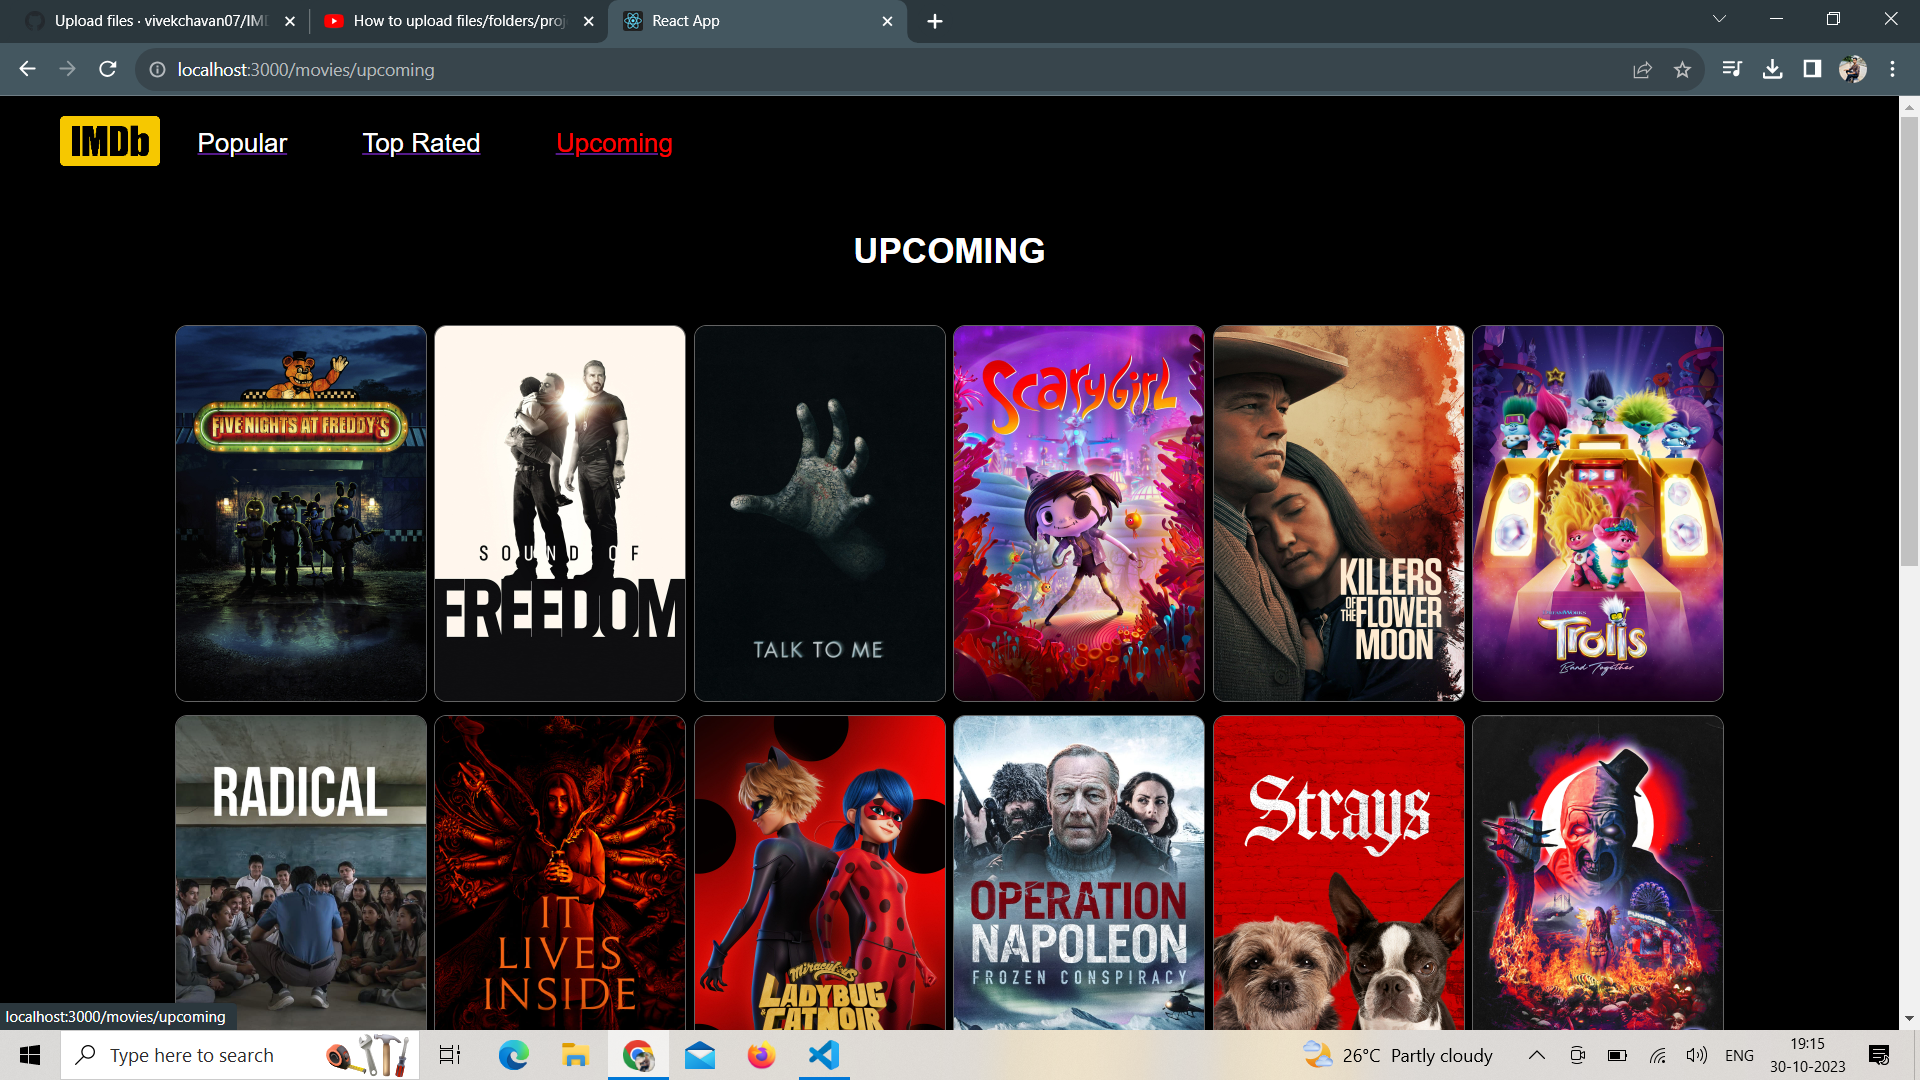 Upload files · vivekchavan07/IM
How to upload files/folders/proj
React App
localhost:3000/movies/upcoming
IMDb
Popular
Top Rated
Upcoming
UPCOMING
FIVE NIGHTS AT FREDDY'S
SOUND OF
FREEDOM
TALK TO ME
SCARYGIRL
KILLERS
OF THE FLOWER
MOON
DREAMWORKS
TROLLS
Band Together
RADICAL
IT
LIVES
INSIDE
Miraculous
LADYBUG
& CATNOIR
OPERATION
NAPOLEON
FROZEN CONSPIRACY
Strays
FUNHOUSE
localhost:3000/movies/upcoming
Type here to search
26°C Partly cloudy
ENG
19:15
30-10-2023